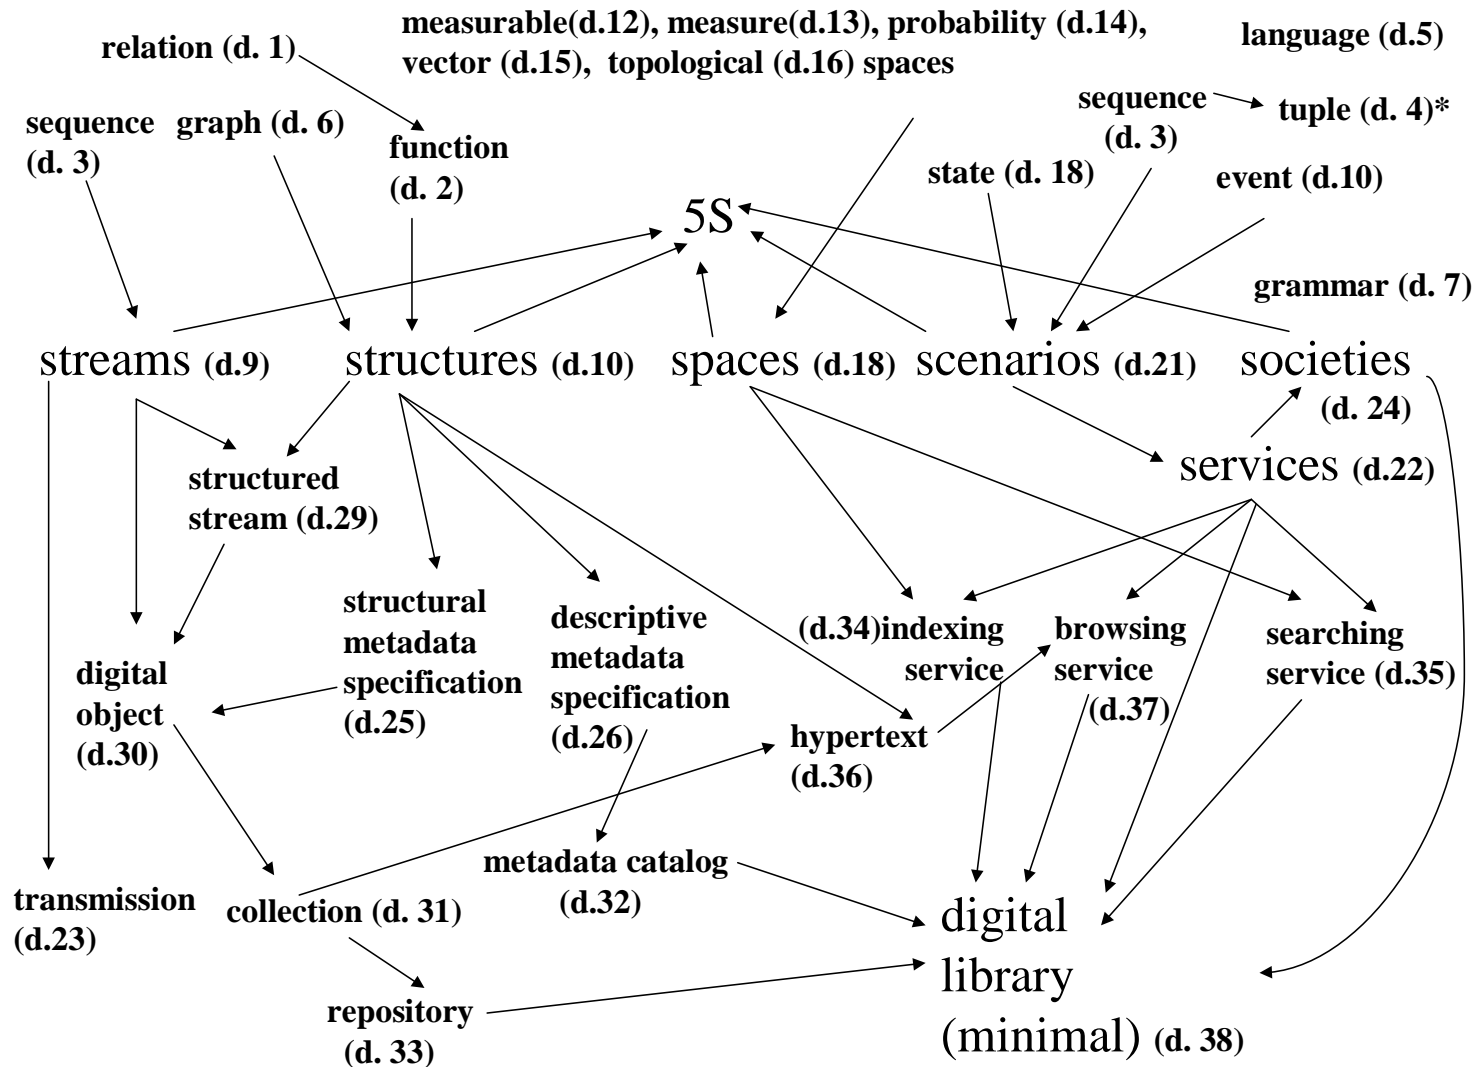 measurable(d.12), measure(d.13), probability (d.14),
vector (d.15), topological (d.16) spaces
language (d.5)
relation (d. 1)
sequence
(d. 3)
graph (d. 6)
function
(d. 2)
sequence
(d. 3)
tuple (d. 4)*
state (d. 18)
event (d.10)
5S
grammar (d. 7)
streams (d.9)
structures (d.10)
spaces (d.18)
scenarios (d.21)
societies
(d. 24)
services (d.22)
structured
stream (d.29)
structural
metadata
specification
(d.25)
descriptive
metadata
specification
(d.26)
(d.34)indexing
service
browsing
service
(d.37)
searching
service (d.35)
digital
object
(d.30)
hypertext
(d.36)
metadata catalog
(d.32)
transmission
(d.23)
collection (d. 31)
repository
(d. 33)
digital
library
(minimal) (d. 38)